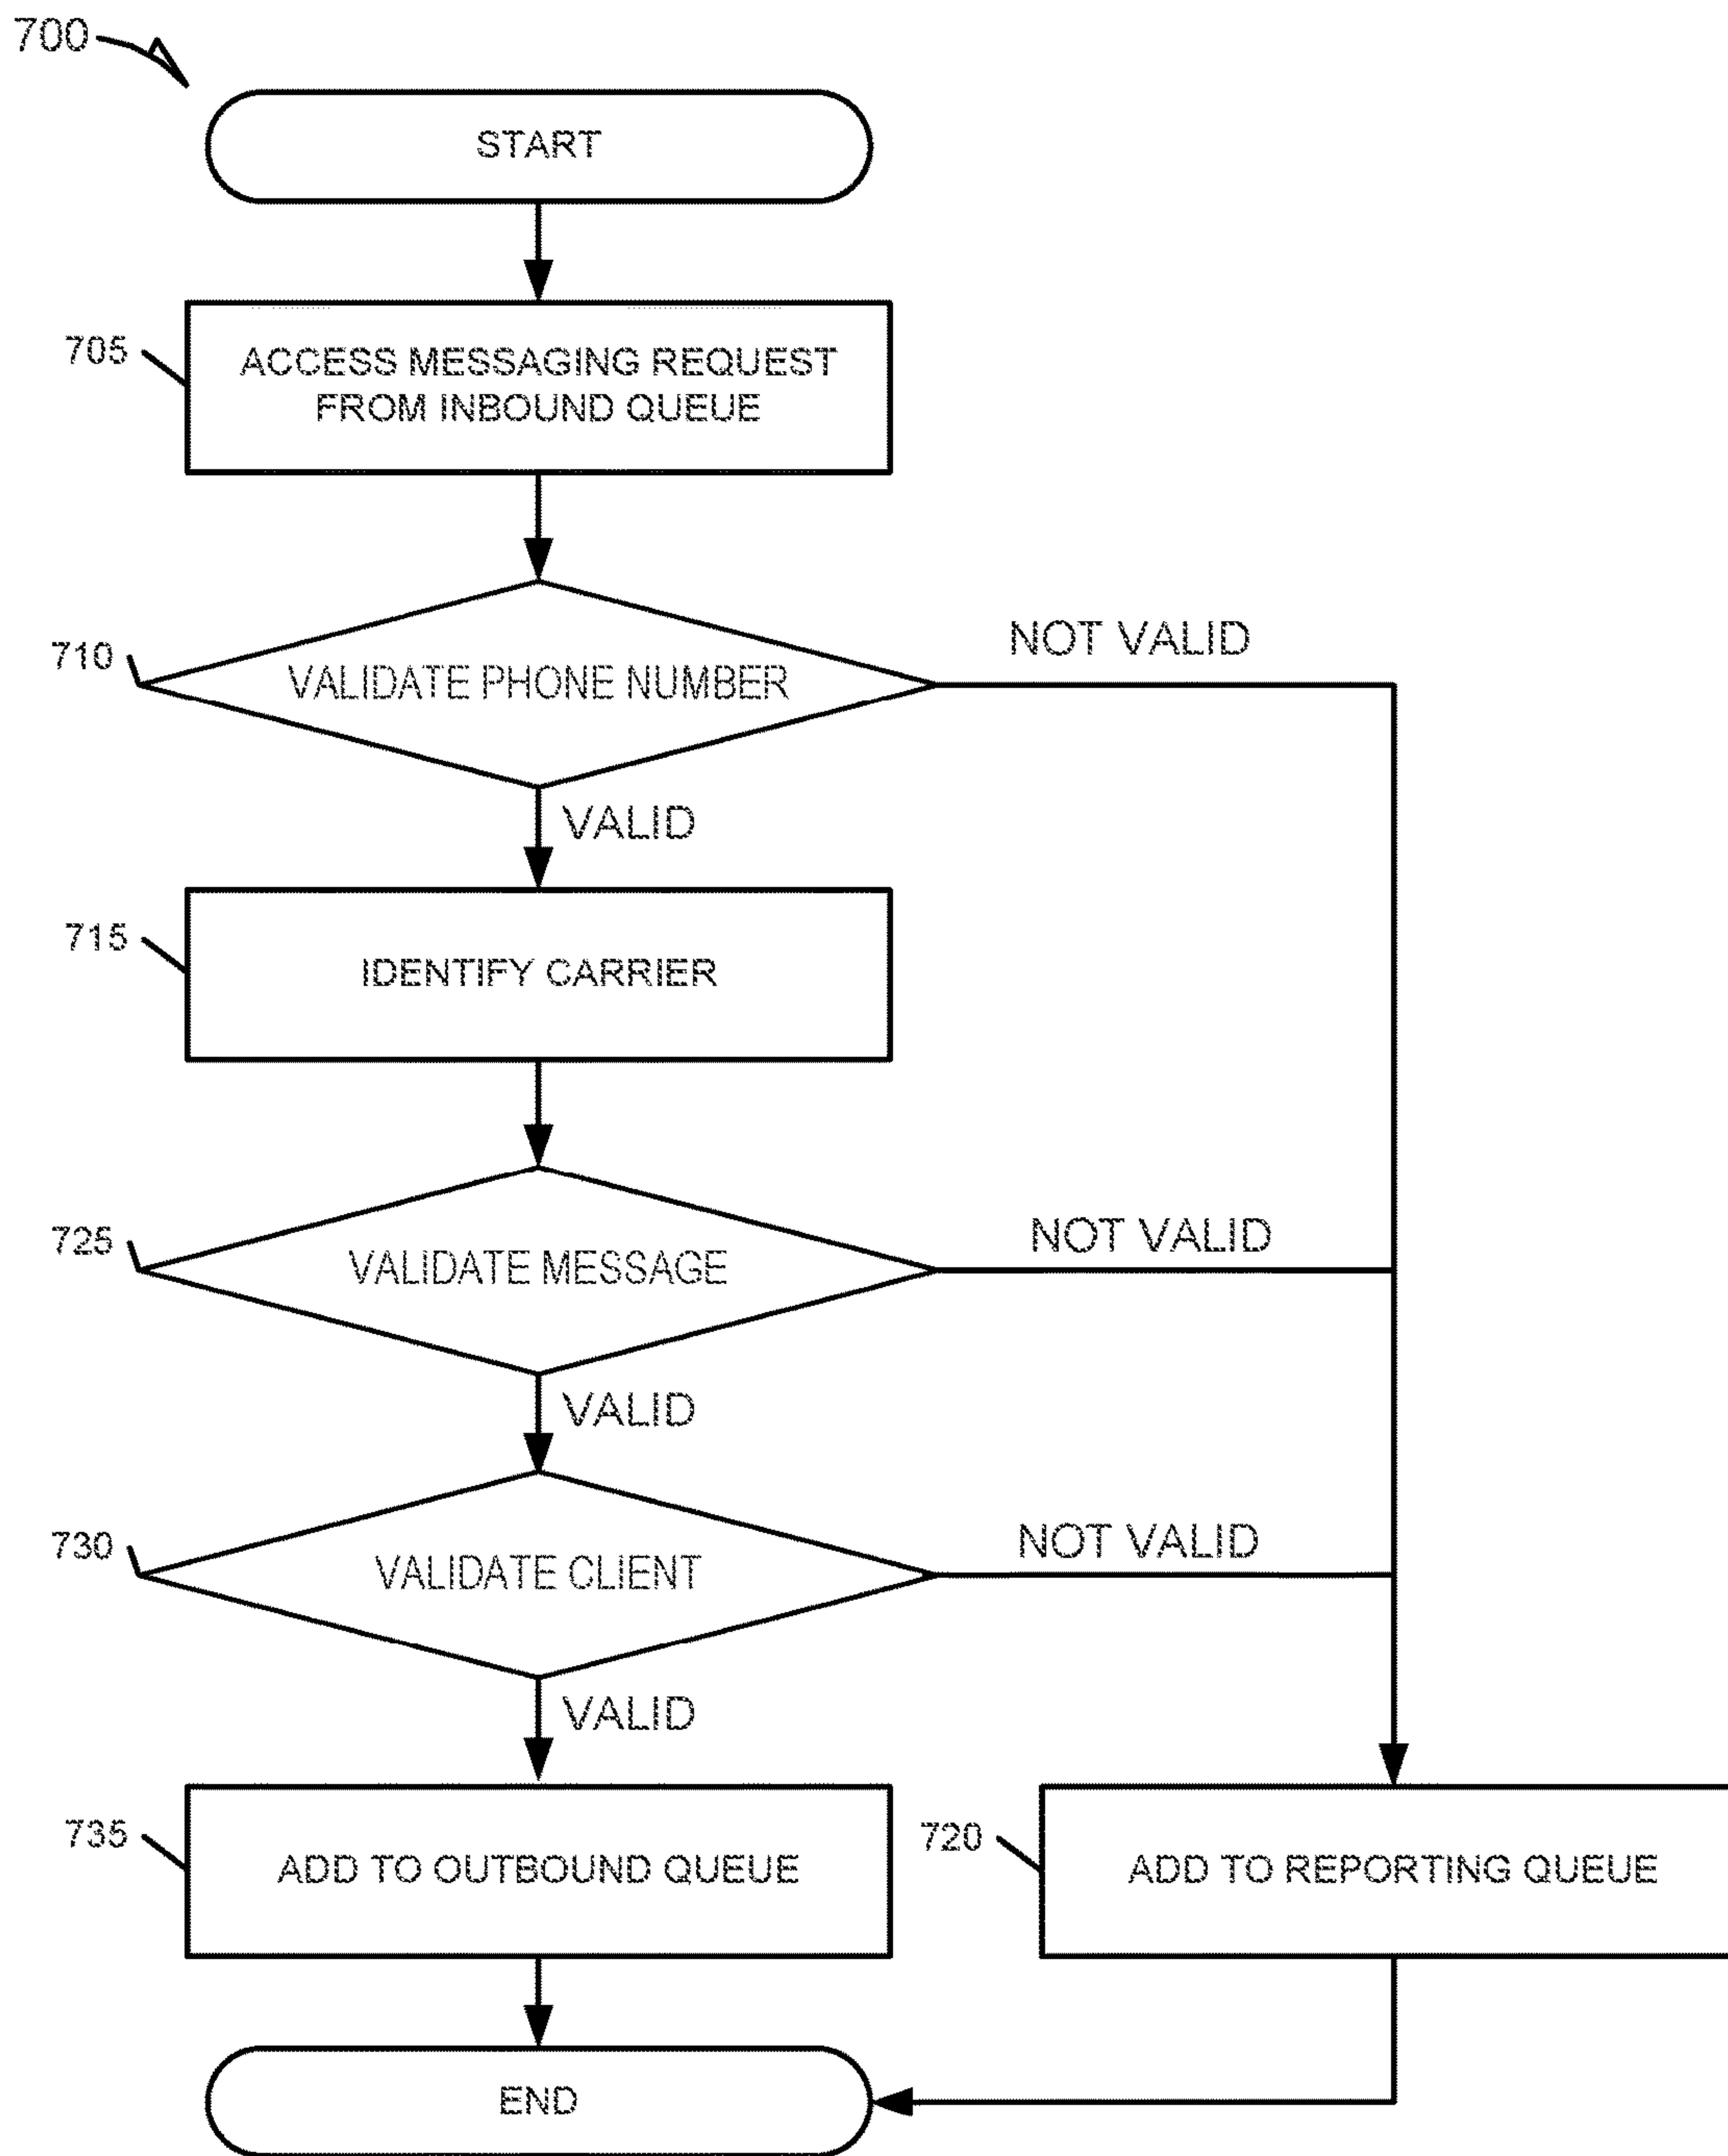 700
START
705
ACCESS MESSAGING REQUEST
FROM INBOUND QUEUE
710
VALIDATE PHONE NUMBER
NOT VALID
VALID
715
IDENTIFY CARRIER
725
VALIDATE MESSAGE
NOT VALID
VALID
730
VALIDATE CLIENT
NOT VALID
VALID
735
ADD TO OUTBOUND QUEUE
720
ADD TO REPORTING QUEUE
END